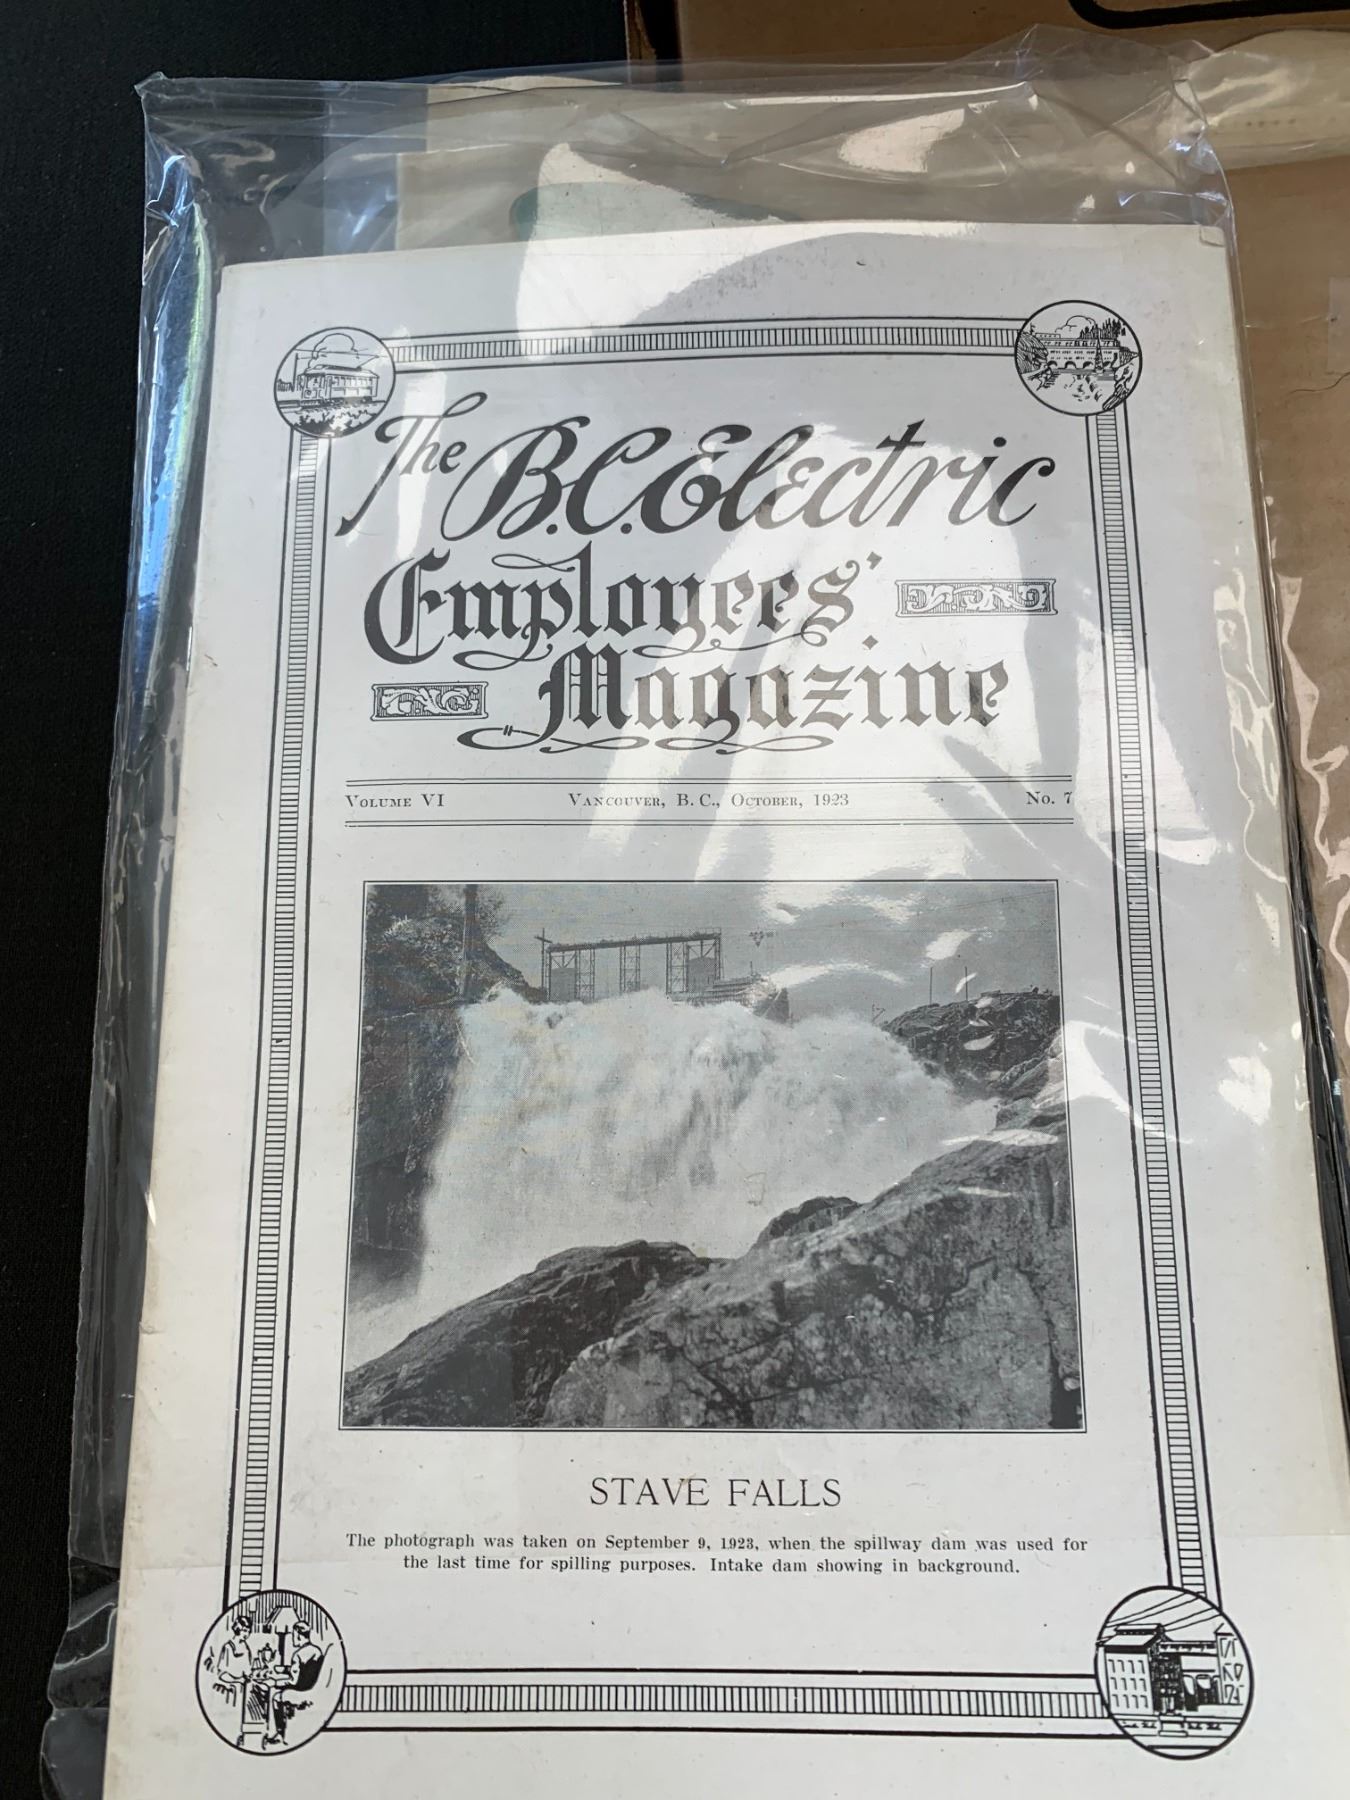 The B.C. Electric
Employees'
Magazine
VOLUME VI VANCOUVER, B. C., OCTOBER, 1923 No. 7
STAVE FALLS
The photograph was taken on September 9, 1923, when the spillway dam was used for
the last time for spilling purposes. Intake dam showing in background.